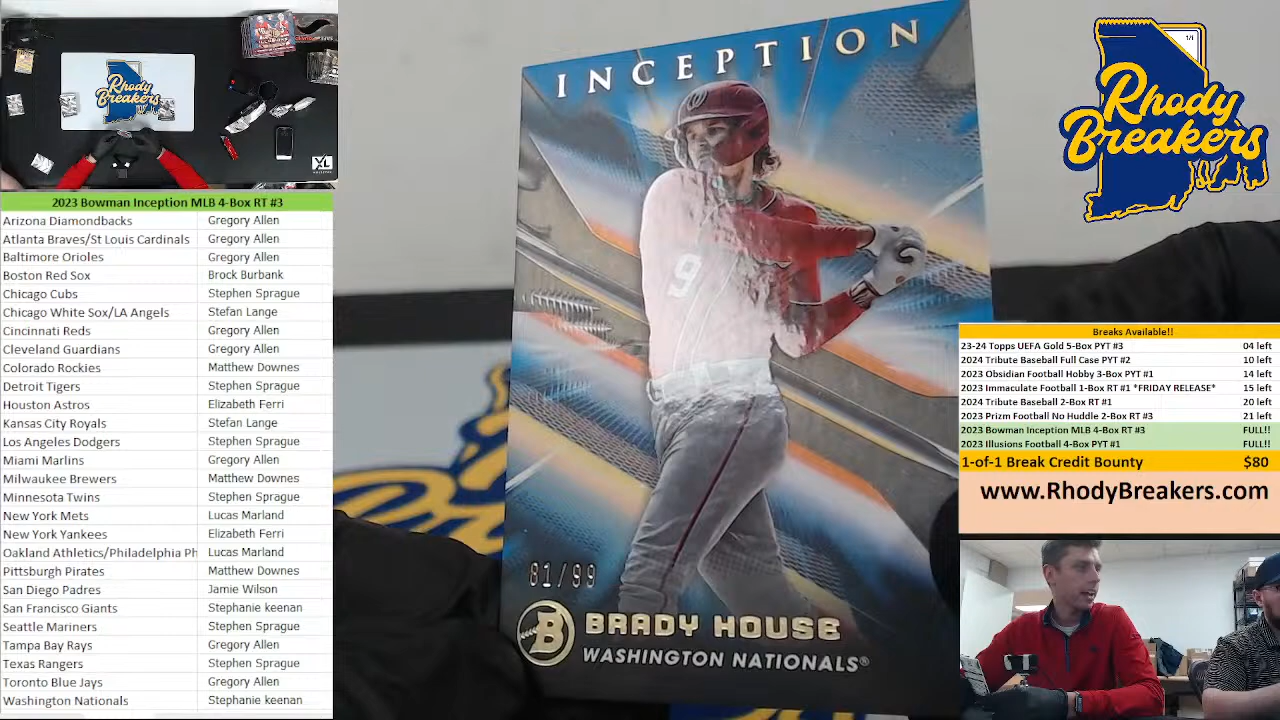 Rhody
Breakers
XL
2023 Bowman Inception MLB 4-Box RT #3
Arizona Diamondbacks Gregory Allen
Atlanta Braves/St Louis Cardinals Gregory Allen
Baltimore Orioles Gregory Allen
Boston Red Sox Brock Burbank
Chicago Cubs Stephen Sprague
Chicago White Sox/LA Angels Stefan Lange
Cincinnati Reds Gregory Allen
Cleveland Guardians Gregory Allen
Colorado Rockies Matthew Downes
Detroit Tigers Stephen Sprague
Houston Astros Elizabeth Ferri
Kansas City Royals Stefan Lange
Los Angeles Dodgers Stephen Sprague
Miami Marlins Gregory Allen
Milwaukee Brewers Matthew Downes
Minnesota Twins Stephen Sprague
New York Mets Lucas Marland
New York Yankees Elizabeth Ferri
Oakland Athletics/Philadelphia Ph Lucas Marland
Pittsburgh Pirates Matthew Downes
San Diego Padres Jamie Wilson
San Francisco Giants Stephanie keenan
Seattle Mariners Stephen Sprague
Tampa Bay Rays Gregory Allen
Texas Rangers Stephen Sprague
Toronto Blue Jays Gregory Allen
Washington Nationals Stephanie keenan
INCEPTION
9
81/99
B
BRADY HOUSE
WASHINGTON NATIONALS®
1/1
Rhody
Breakers
Breaks Available!!
23-24 Topps UEFA Gold 5-Box PYT #3 04 left
2024 Tribute Baseball Full Case PYT #2 10 left
2023 Obsidian Football Hobby 3-Box PYT #1 14 left
2023 Immaculate Football 1-Box RT #1 *FRIDAY RELEASE* 15 left
2024 Tribute Baseball 2-Box RT #1 20 left
2023 Prizm Football No Huddle 2-Box RT #3 21 left
2023 Bowman Inception MLB 4-Box RT #3 FULL!!
2023 Illusions Football 4-Box PYT #1 FULL!!
1-of-1 Break Credit Bounty $80
www.RhodyBreakers.com